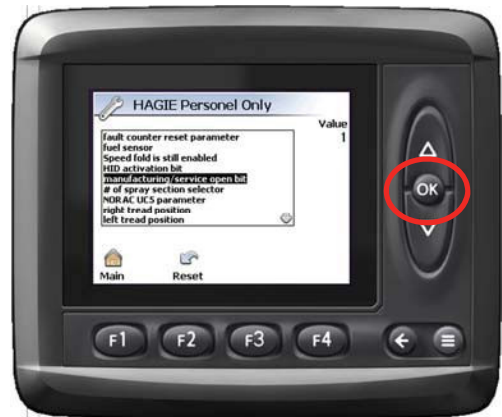 HAGIE Personel Only
Value
1
fault counter reset parameter
fuel sensor
Speed fold is still enabled
HID activation bit
manufacturing/service open bit
# of spray section selector
NORAC UC5 parameter
right tread position
left tread position
Main
Reset
OK
F1
F2
F3
F4